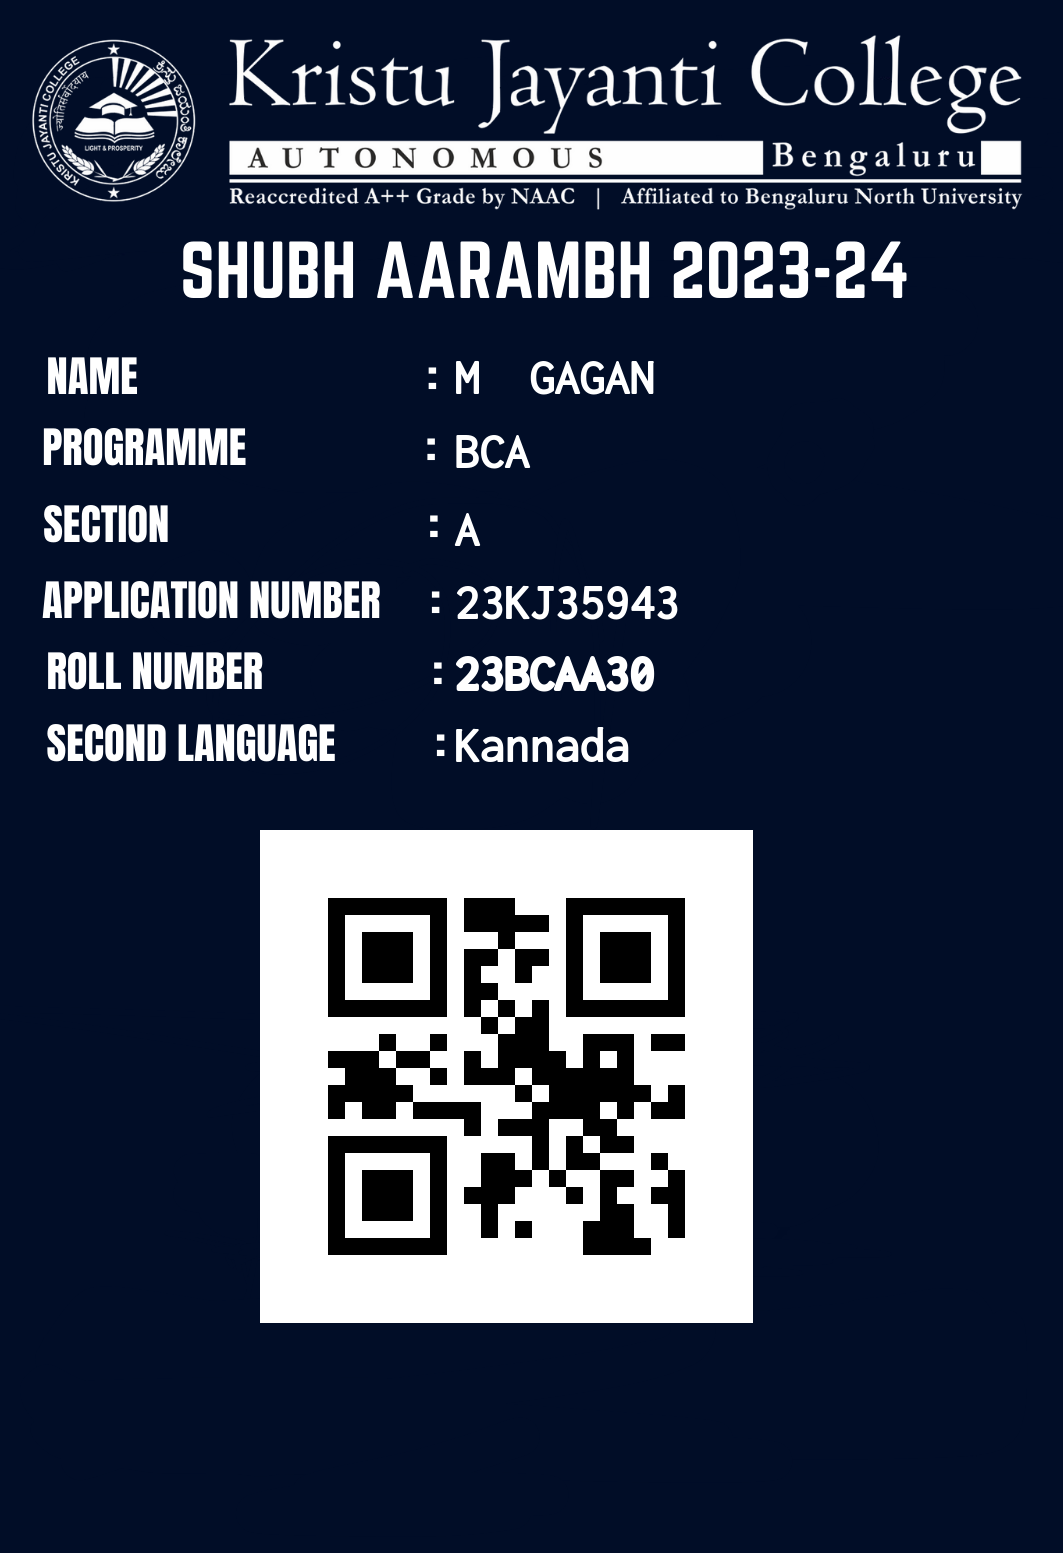 KRISTU JAYANTI COLLEGE
ಕ್ರಿಸ್ತು ಜಯಂತಿ ಕಾಲೇಜು
LIGHT & PROSPERITY
Kristu Jayanti College
AUTONOMOUS Bengaluru
Reaccredited A++ Grade by NAAC | Affiliated to Bengaluru North University
SHUBH AARAMBH 2023-24
NAME : M GAGAN
PROGRAMME : BCA
SECTION : A
APPLICATION NUMBER : 23KJ35943
ROLL NUMBER : 23BCAA30
SECOND LANGUAGE : Kannada